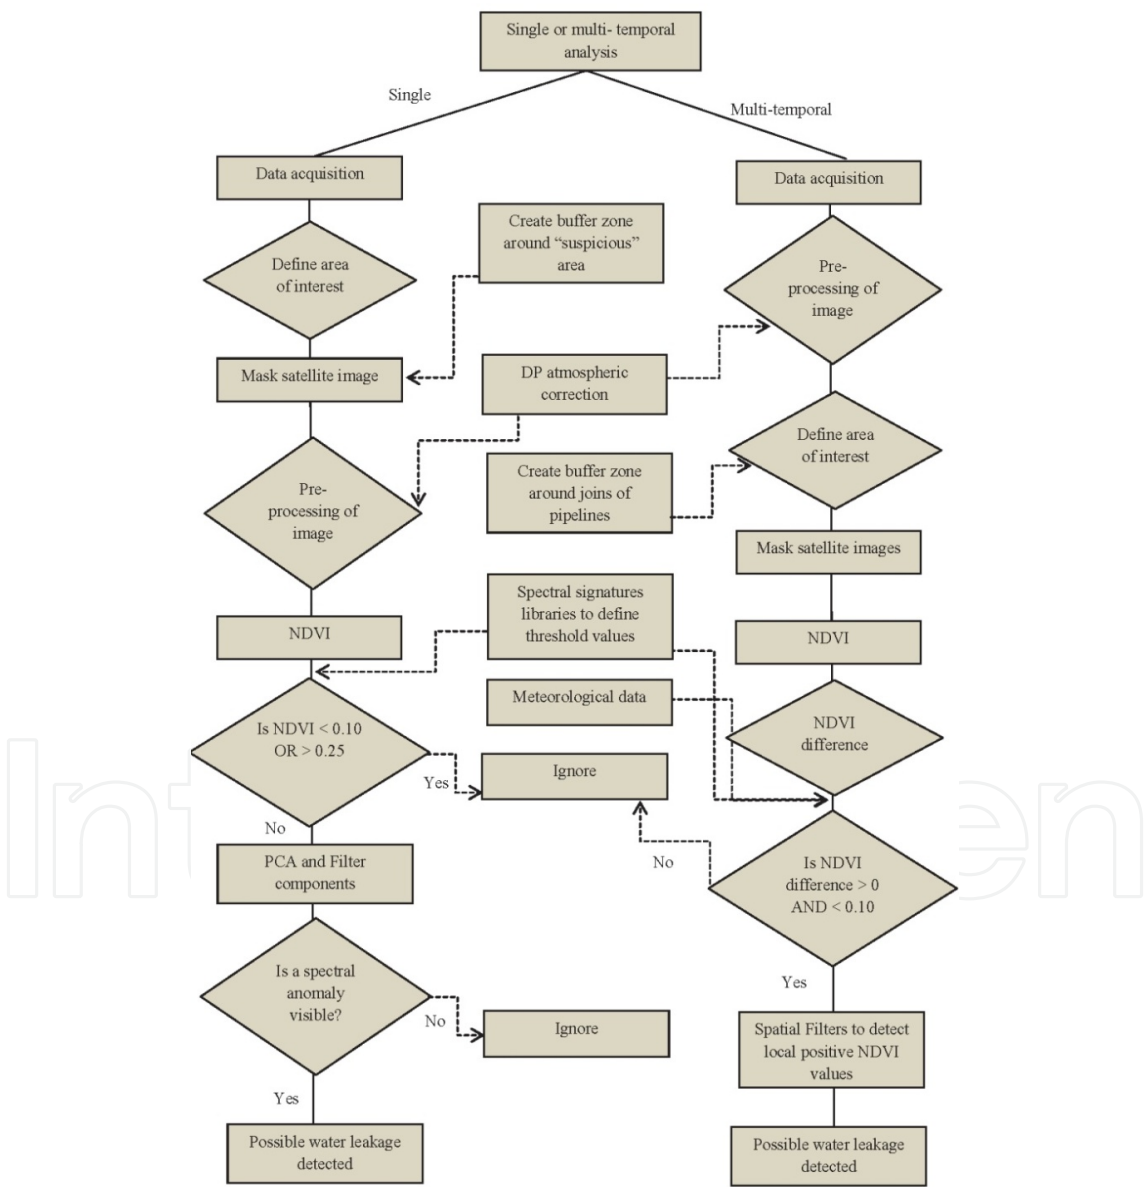 Single or multi- temporal
analysis
Single
Multi-temporal
Data acquisition
Data acquisition
Create buffer zone
around “suspicious”
area
Define area
of interest
Pre-
processing of
image
Mask satellite image
DP atmospheric
correction
Define area
of interest
Create buffer zone
around joins of
pipelines
Pre-
processing of
image
Mask satellite images
Spectral signatures
libraries to define
threshold values
NDVI
NDVI
Meteorological data
NDVI
difference
Is NDVI < 0.10
OR > 0.25
Yes
Ignore
No
No
PCA and Filter
components
Is NDVI
difference > 0
AND < 0.10
Is a spectral
anomaly
visible?
Yes
No
Ignore
Spatial Filters to detect
local positive NDVI
values
Yes
Possible water leakage
detected
Possible water leakage
detected